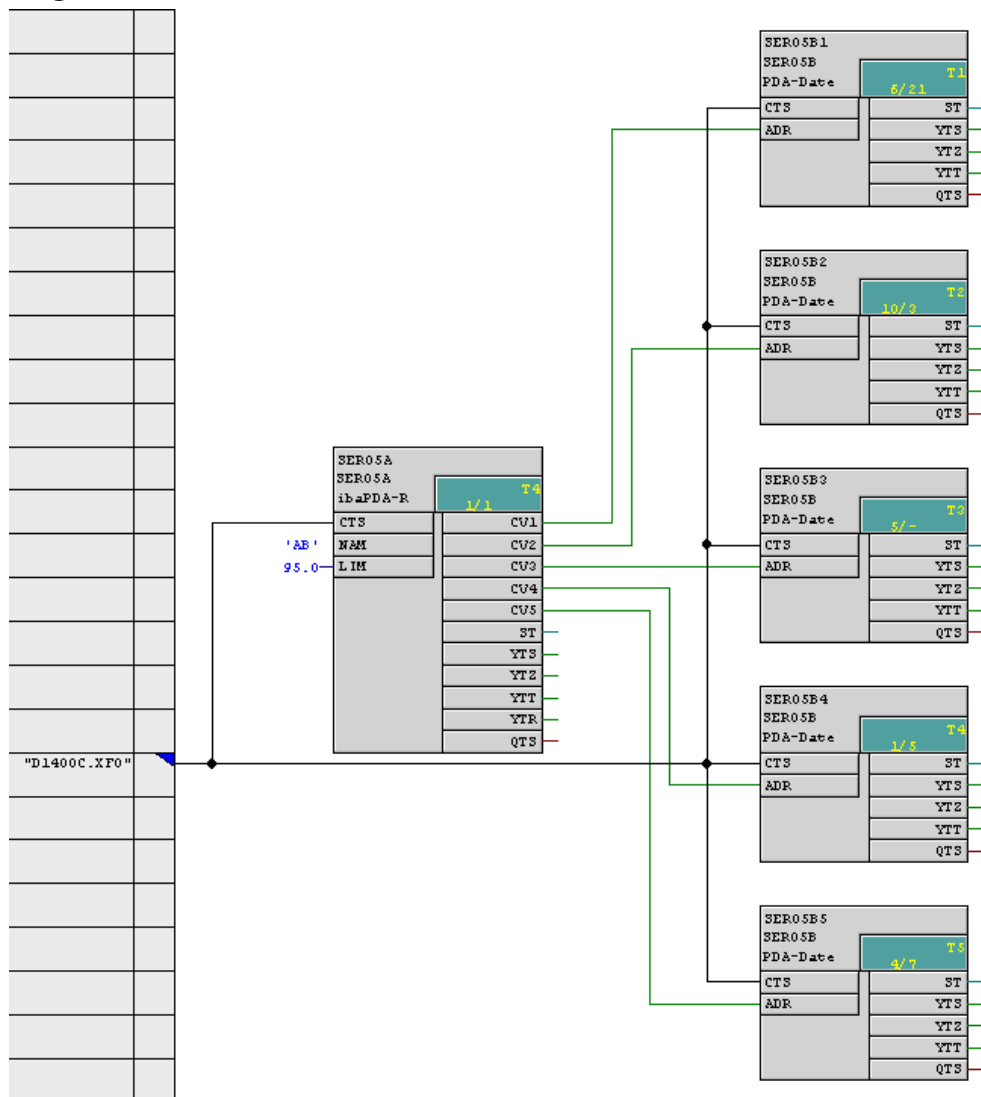 SER05B1
SER05B
PDA-Date
T1
6/21
CTS
ST
ADR
YTS
YTZ
YTT
QTS
SER05B2
SER05B
PDA-Date
T2
10/3
CTS
ST
ADR
YTS
YTZ
YTT
QTS
SER05A
SER05A
ibaPDA-R
T4
1/1
CTS
CV1
'AB'
NAM
CV2
95.0
LIM
CV3
CV4
CV5
ST
YTS
YTZ
YTT
YTR
QTS
SER05B3
SER05B
PDA-Date
T3
5/-
CTS
ST
ADR
YTS
YTZ
YTT
QTS
SER05B4
SER05B
PDA-Date
T4
1/5
"D1400C.XF0"
CTS
ST
ADR
YTS
YTZ
YTT
QTS
SER05B5
SER05B
PDA-Date
T5
4/7
CTS
ST
ADR
YTS
YTZ
YTT
QTS